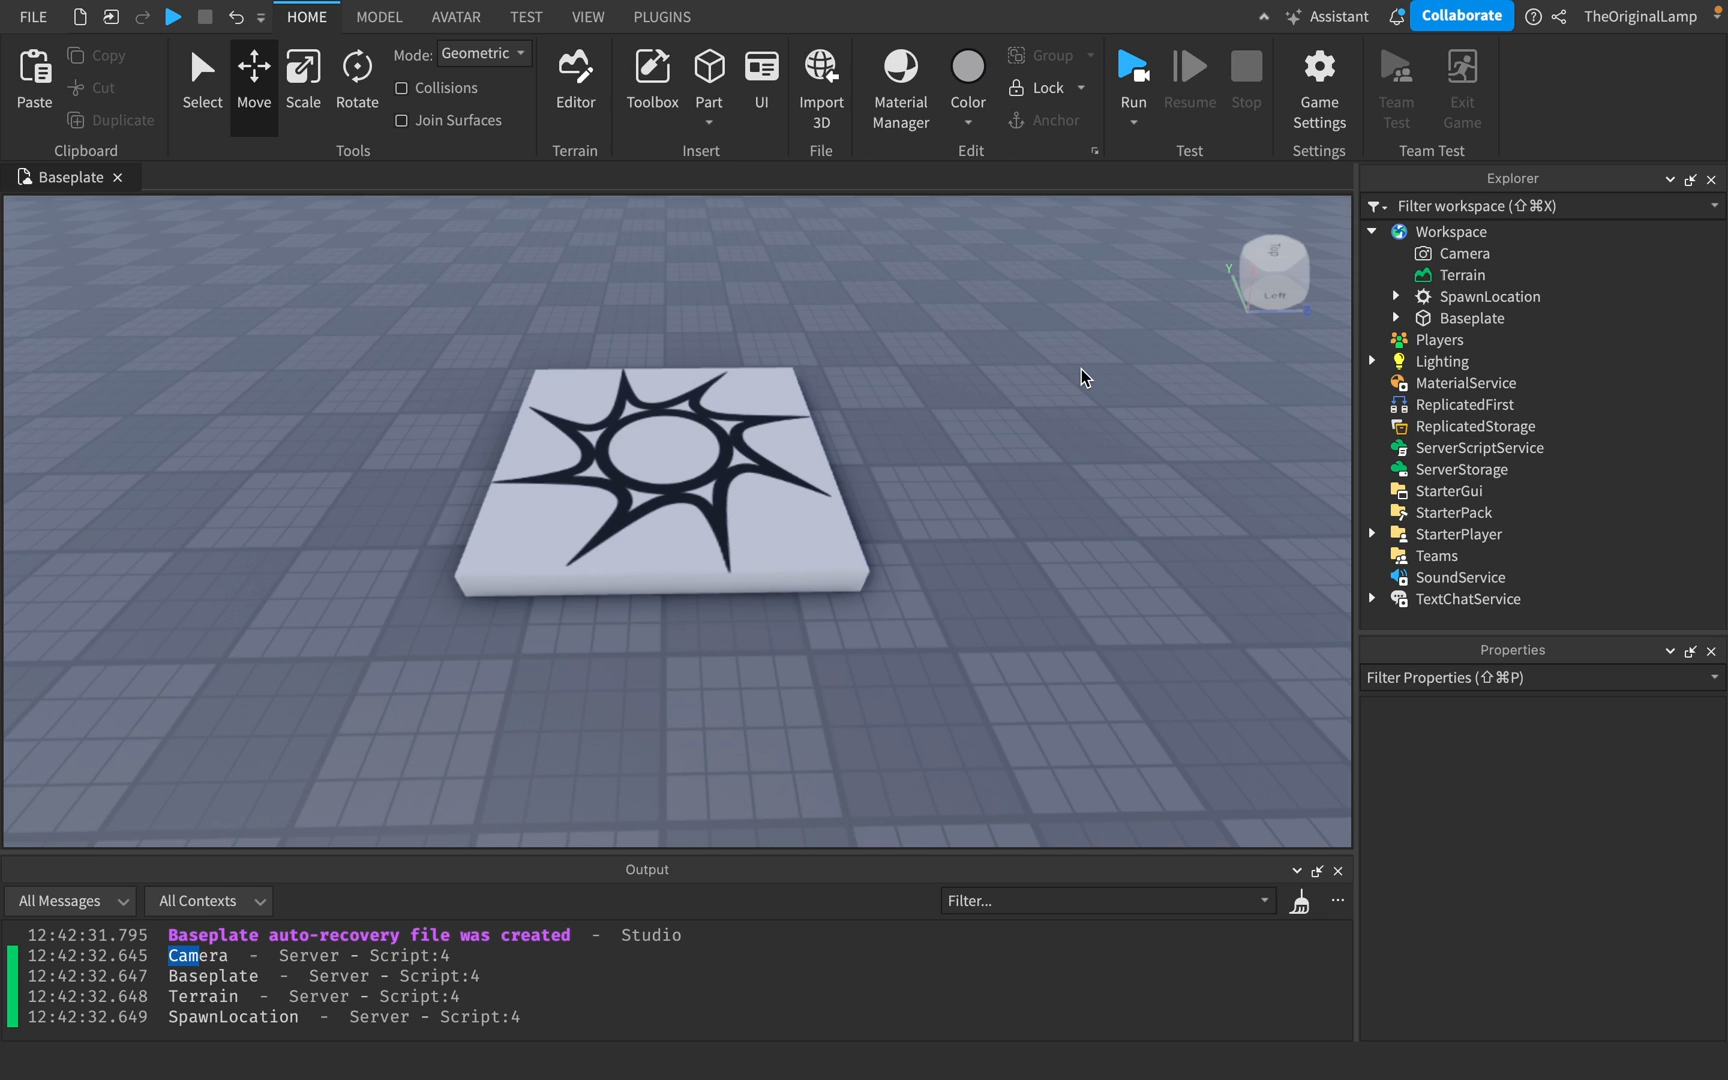 FILE HOME MODEL AVATAR TEST VIEW PLUGINS Assistant Collaborate TheOriginalLamp
Paste Copy Cut Duplicate
Clipboard
Select Move Scale Rotate
Mode: Geometric
Collisions
Join Surfaces
Tools
Editor
Terrain
Toolbox Part UI
Insert
Import
3D
File
Material
Manager
Color
Group
Lock
Anchor
Edit
Run Resume Stop
Test
Game
Settings
Settings
Team
Test
Exit
Game
Team Test
Baseplate
Top
Left
Y
Z
Explorer
Filter workspace (⇧⌘X)
Workspace
Camera
Terrain
SpawnLocation
Baseplate
Players
Lighting
MaterialService
ReplicatedFirst
ReplicatedStorage
ServerScriptService
ServerStorage
StarterGui
StarterPack
StarterPlayer
Teams
SoundService
TextChatService
Properties
Filter Properties (⇧⌘P)
Output
All Messages All Contexts Filter... ...
12:42:31.795 Baseplate auto-recovery file was created - Studio
12:42:32.645 Camera - Server - Script:4
12:42:32.647 Baseplate - Server - Script:4
12:42:32.648 Terrain - Server - Script:4
12:42:32.649 SpawnLocation - Server - Script:4